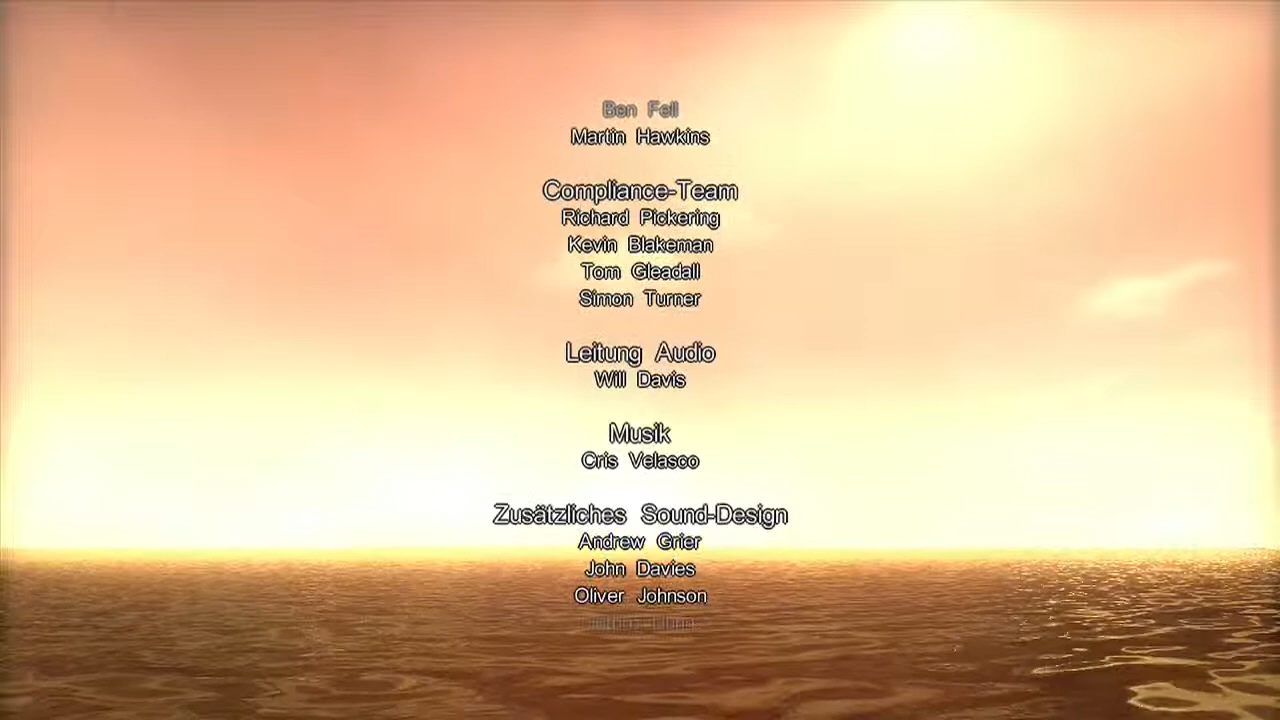 Ben Fell
Martin Hawkins
Compliance-Team
Richard Pickering
Kevin Blakeman
Tom Gleadall
Simon Turner
Leitung Audio
Will Davis
Musik
Cris Velasco
Zusätzliches Sound-Design
Andrew Grier
John Davies
Oliver Johnson